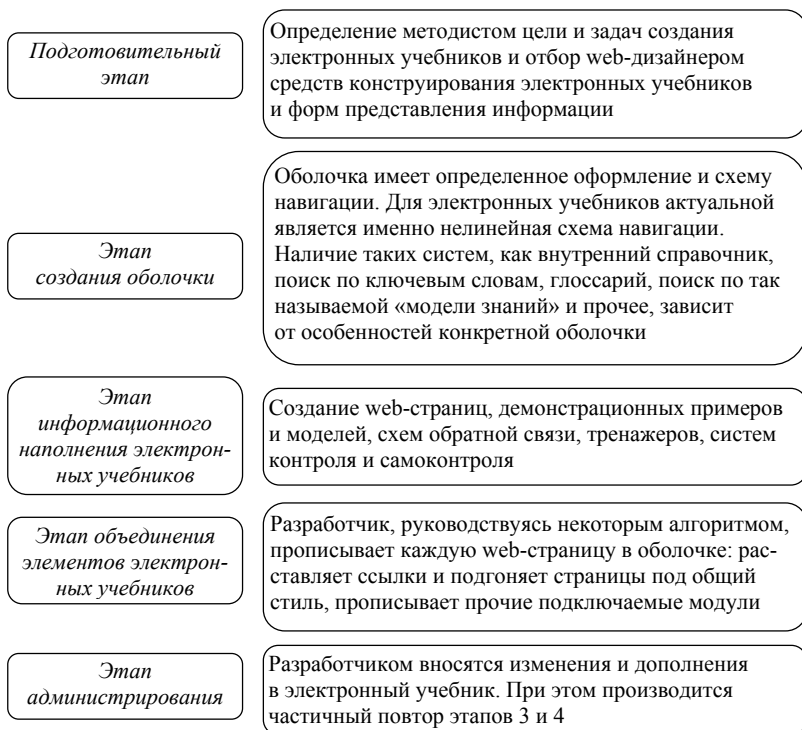 Подготовительный
этап
Определение методистом цели и задач создания
электронных учебников и отбор web-дизайнером
средств конструирования электронных учебников
и форм представления информации
Этап
создания оболочки
Оболочка имеет определенное оформление и схему
навигации. Для электронных учебников актуальной
является именно нелинейная схема навигации.
Наличие таких систем, как внутренний справочник,
поиск по ключевым словам, глоссарий, поиск по так
называемой «модели знаний» и прочее, зависит
от особенностей конкретной оболочки
Этап
информационного
наполнения электрон-
ных учебников
Создание web-страниц, демонстрационных примеров
и моделей, схем обратной связи, тренажеров, систем
контроля и самоконтроля
Этап объединения
элементов электрон-
ных учебников
Разработчик, руководствуясь некоторым алгоритмом,
прописывает каждую web-страницу в оболочке: рас-
ставляет ссылки и подгоняет страницы под общий
стиль, прописывает прочие подключаемые модули
Этап
администрирования
Разработчиком вносятся изменения и дополнения
в электронный учебник. При этом производится
частичный повтор этапов 3 и 4